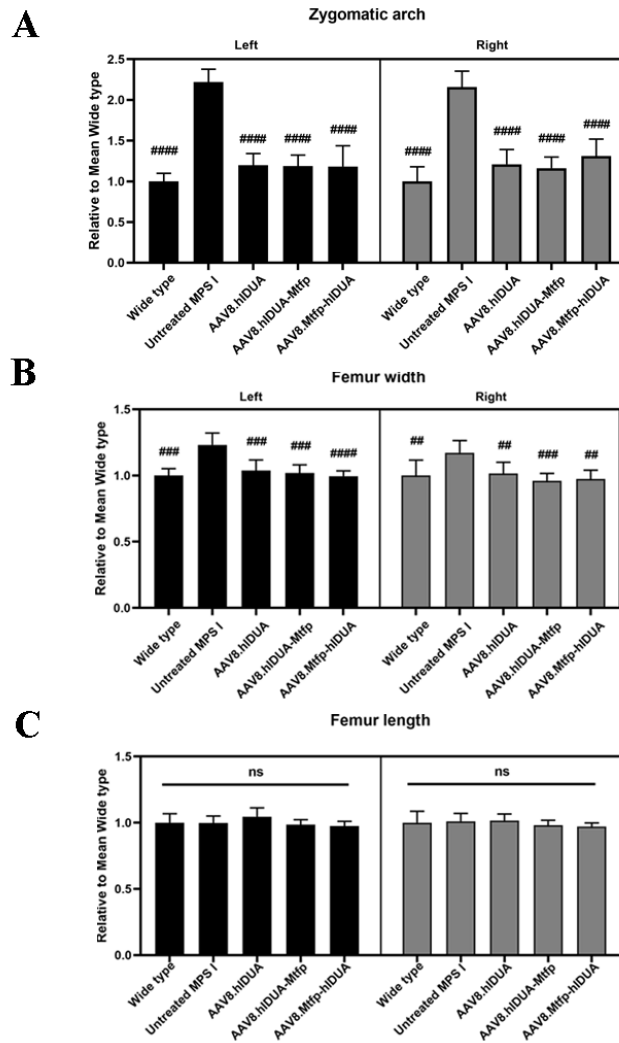 A
Zygomatic arch
Left
Right
Relative to Mean Wide type
2.5
2.0
1.5
1.0
0.5
0.0
####
####
####
####
####
####
####
####
Wide type
Untreated MPS I
AAV8.hIDUA
AAV8.hIDUA-Mtfp
AAV8.Mtfp-hIDUA
Wide type
Untreated MPS I
AAV8.hIDUA
AAV8.hIDUA-Mtfp
AAV8.Mtfp-hIDUA
B
Femur width
Left
Right
Relative to Mean Wide type
1.5
1.0
0.5
0.0
###
###
###
####
##
##
###
##
Wide type
Untreated MPS I
AAV8.hIDUA
AAV8.hIDUA-Mtfp
AAV8.Mtfp-hIDUA
Wide type
Untreated MPS I
AAV8.hIDUA
AAV8.hIDUA-Mtfp
AAV8.Mtfp-hIDUA
C
Femur length
Relative to Mean Wide type
1.5
1.0
0.5
0.0
ns
ns
Wide type
Untreated MPS I
AAV8.hIDUA
AAV8.hIDUA-Mtfp
AAV8.Mtfp-hIDUA
Wide type
Untreated MPS I
AAV8.hIDUA
AAV8.hIDUA-Mtfp
AAV8.Mtfp-hIDUA